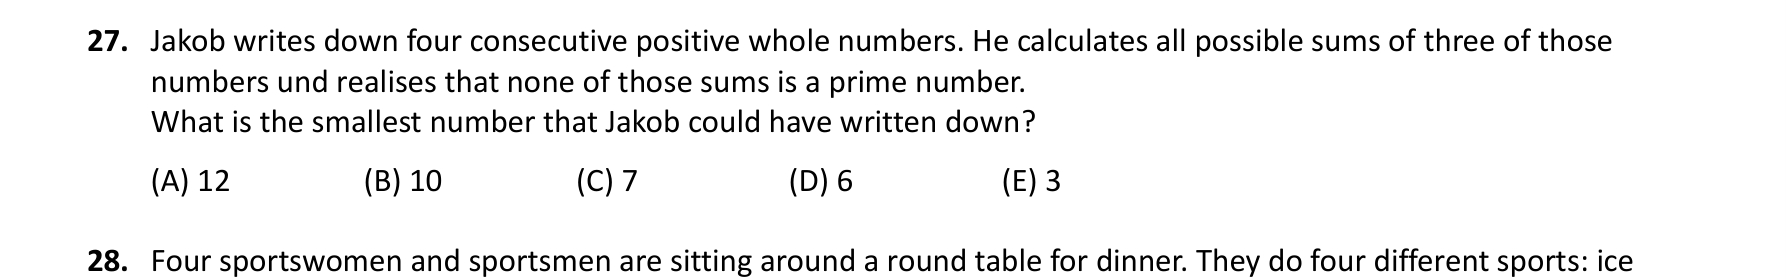 27. Jakob writes down four consecutive positive whole numbers. He calculates all possible sums of three of those
numbers und realises that none of those sums is a prime number.
What is the smallest number that Jakob could have written down?
(A) 12 (B) 10 (C) 7 (D) 6 (E) 3
28. Four sportswomen and sportsmen are sitting around a round table for dinner. They do four different sports: ice